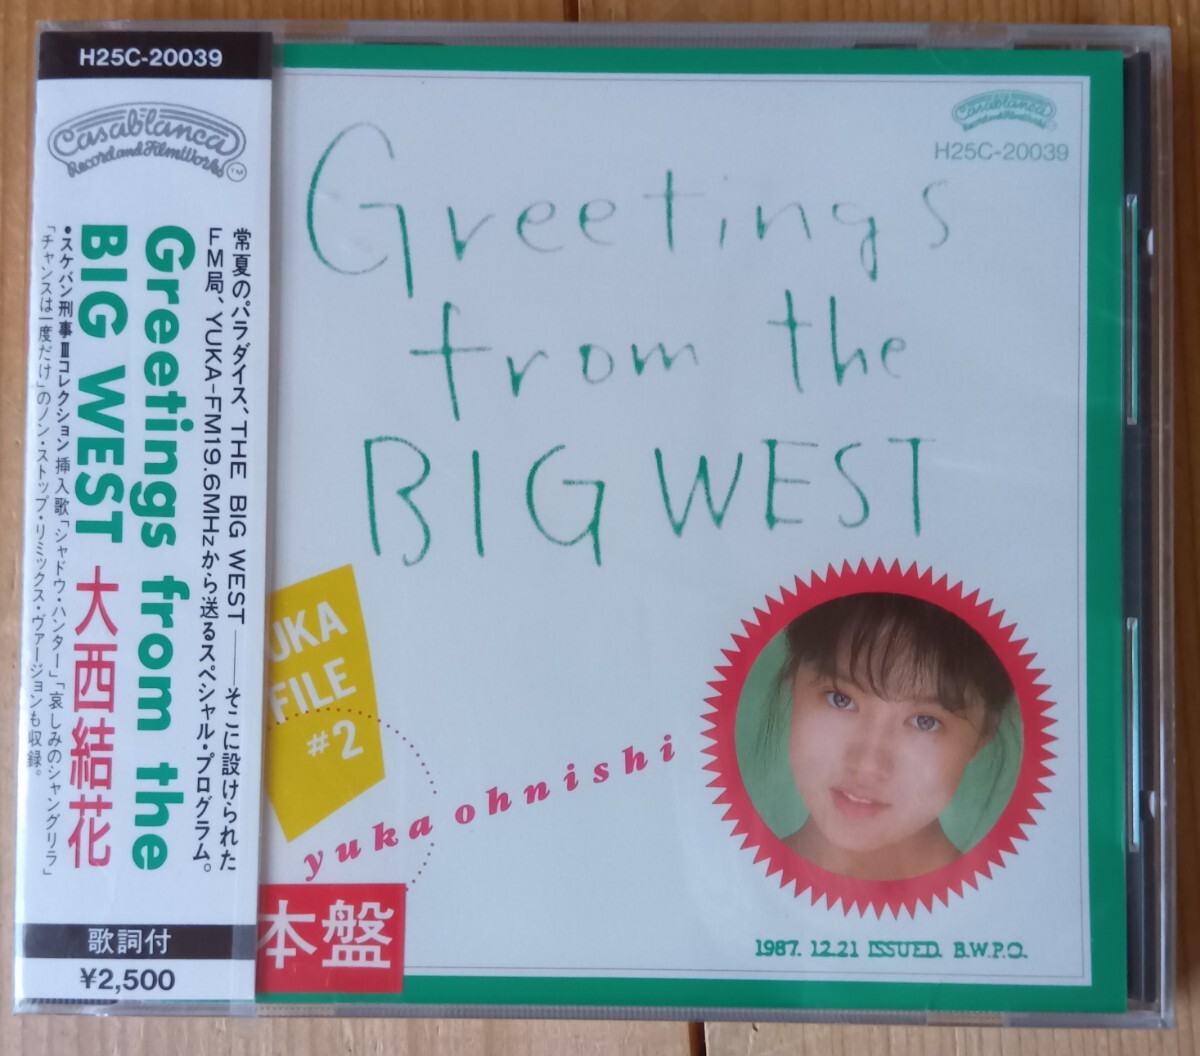 H25C-20039
Casablanca
Record and FilmWorks
TM
常夏のパラダイス、THE BIG WEST——そこに設けられた
FM局、YUKA-FM19.6MHzから送るスペシャル・プログラム。
Greetings from the
BIG WEST 大西結花
•スケバン刑事Ⅲコレクション 挿入歌「シャドウ・ハンター」「哀しみのシャングリラ」
「チャンスは一度だけ」のノン・ストップ・リミックス・ヴァージョンも収録。
歌詞付
¥2,500
Casablanca
Record and FilmWorks
H25C-20039
Greetings
from the
BIG WEST
UKA
FILE
#2
yuka ohnishi
本盤
1987. 12.21 ISSUED. B.W.P.O.